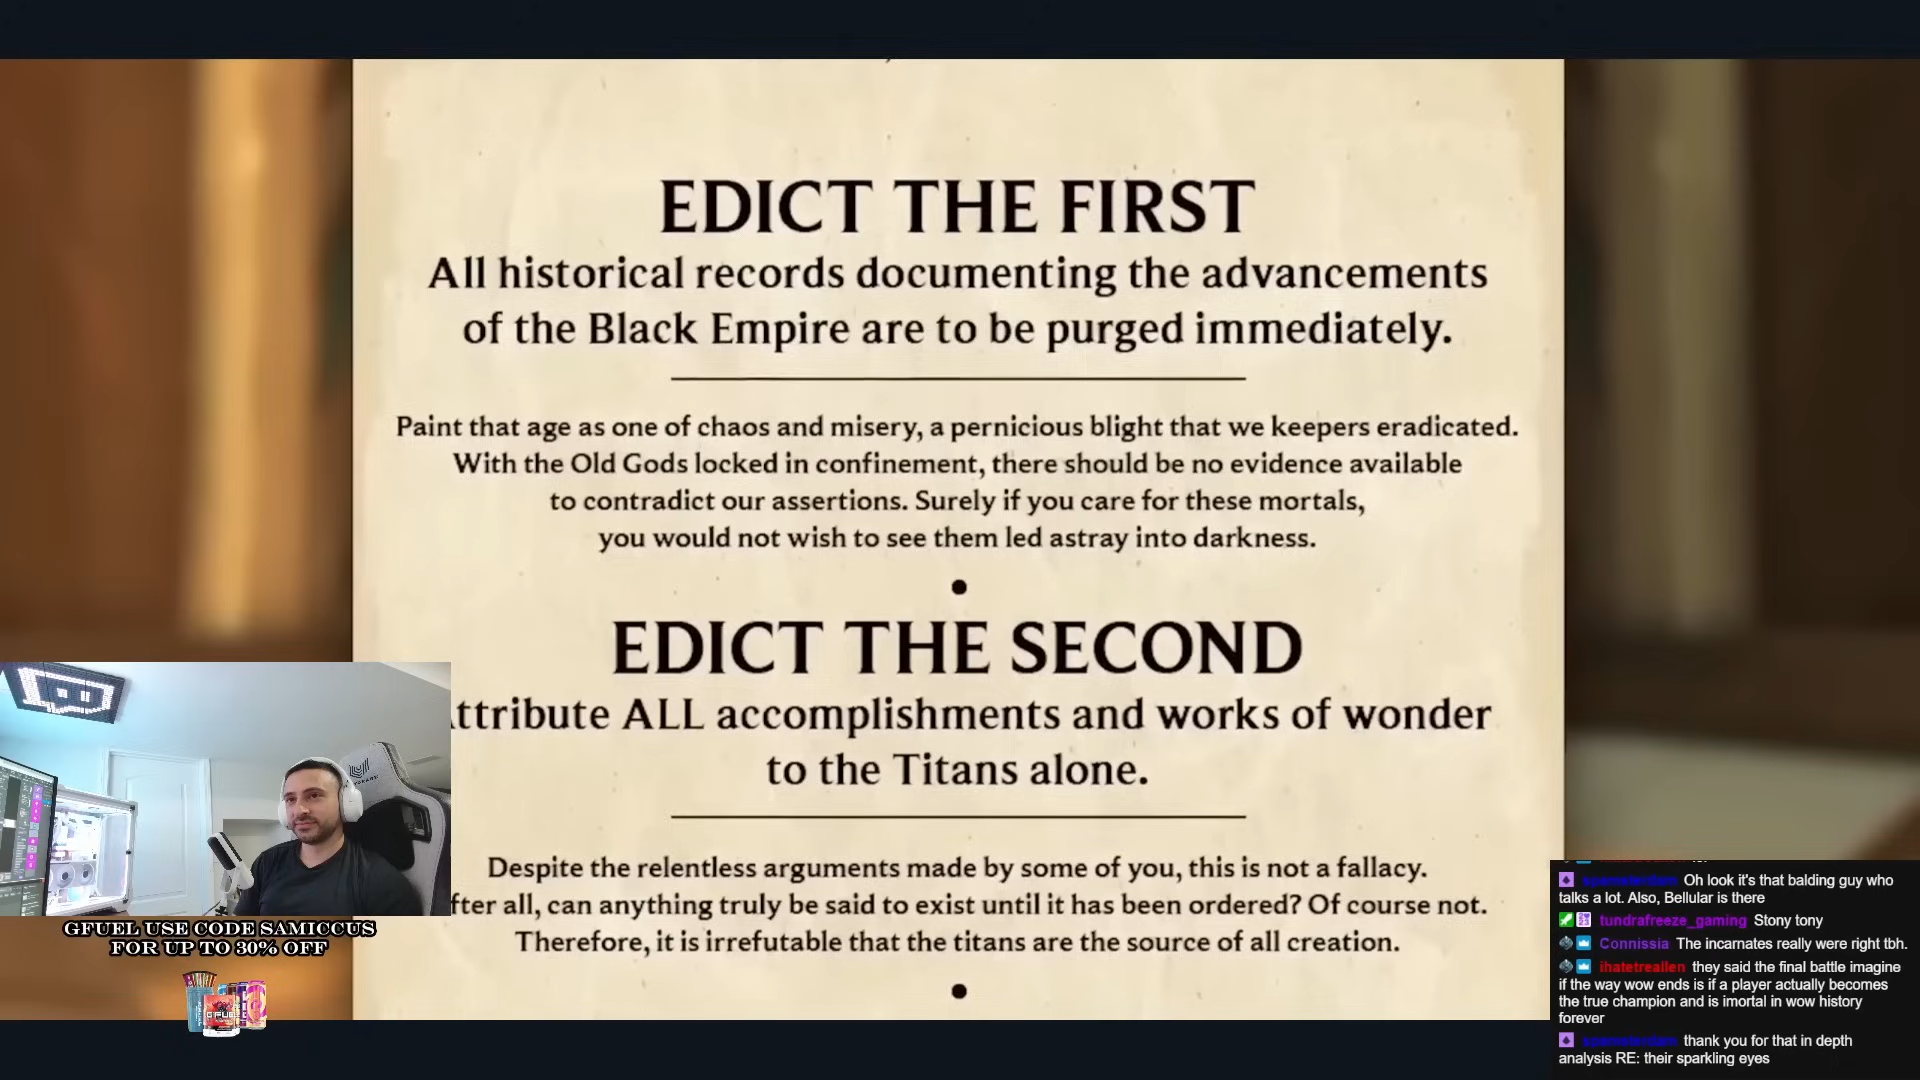 EDICT THE FIRST
All historical records documenting the advancements
of the Black Empire are to be purged immediately.
Paint that age as one of chaos and misery, a pernicious blight that we keepers eradicated.
With the Old Gods locked in confinement, there should be no evidence available
to contradict our assertions. Surely if you care for these mortals,
you would not wish to see them led astray into darkness.
EDICT THE SECOND
ttribute ALL accomplishments and works of wonder
to the Titans alone.
Despite the relentless arguments made by some of you, this is not a fallacy.
fter all, can anything truly be said to exist until it has been ordered? Of course not.
Therefore, it is irrefutable that the titans are the source of all creation.
GFUEL USE CODE SAMICCUS
FOR UP TO 30% OFF
G FUEL
Oh look it's that balding guy who
talks a lot. Also, Bellular is there
tundrafreeze_gaming Stony tony
Connissia The incarnates really were right tbh.
ihatetreallen they said the final battle imagine
if the way wow ends is if a player actually becomes
the true champion and is imortal in wow history
forever
thank you for that in depth
analysis RE: their sparkling eyes